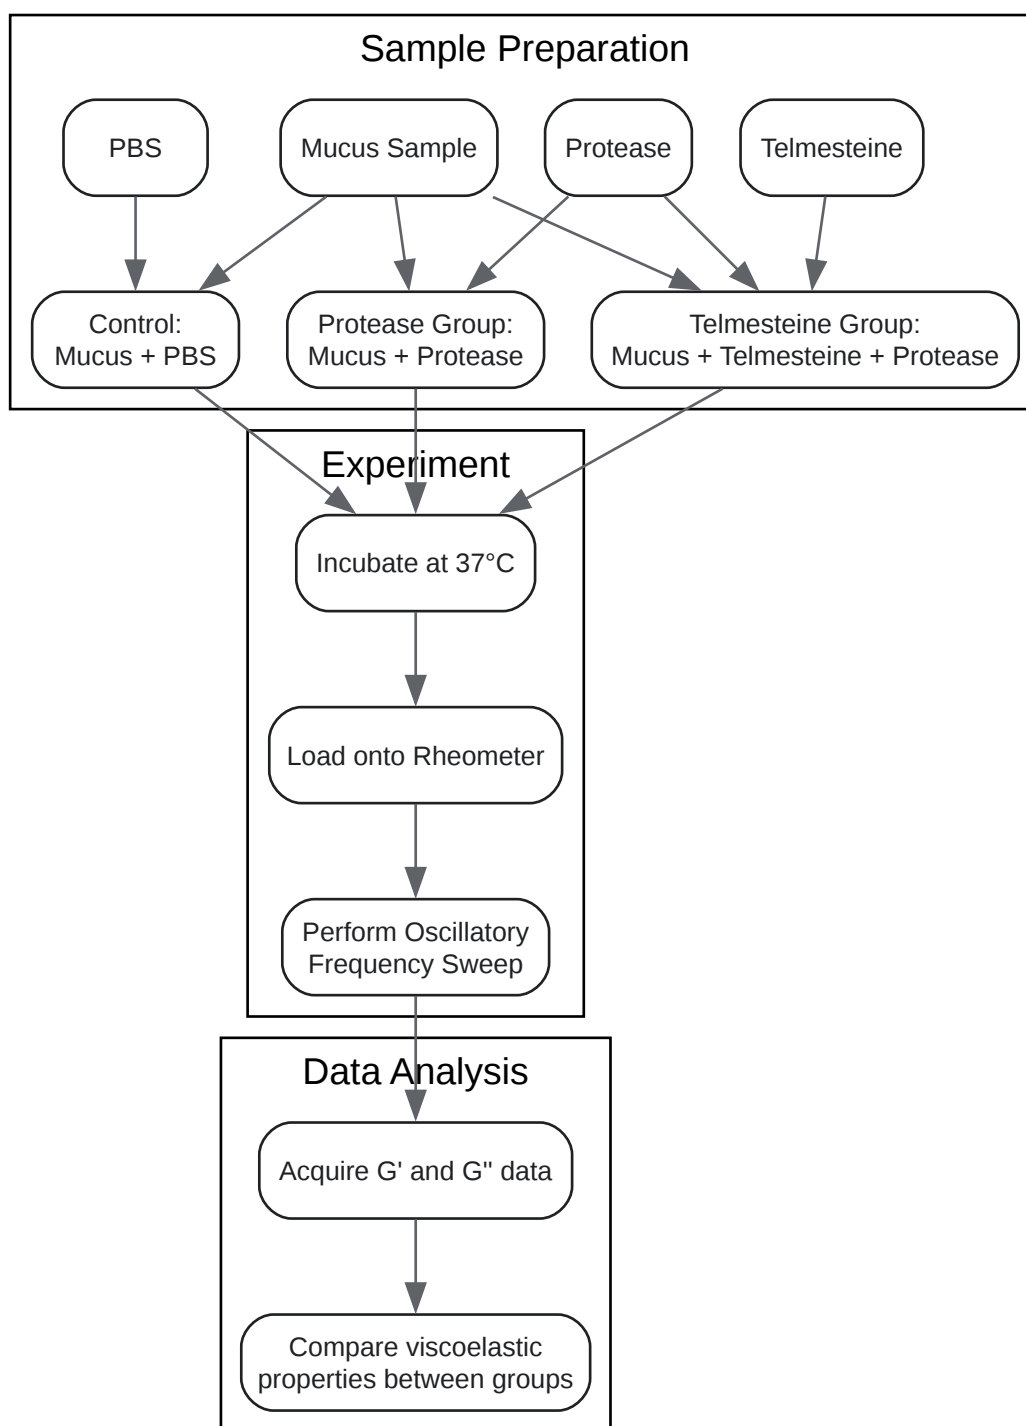 Sample Preparation
PBS
Mucus Sample
Protease
Telmesteine
Control:
Mucus + PBS
Protease Group:
Mucus + Protease
Telmesteine Group:
Mucus + Telmesteine + Protease
Experiment
Incubate at 37°C
Load onto Rheometer
Perform Oscillatory
Frequency Sweep
Data Analysis
Acquire G' and G" data
Compare viscoelastic
properties between groups